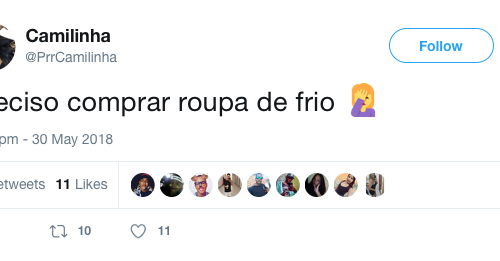 Camilinha
@PrrCamilinha
Follow
eciso comprar roupa de frio 🤦
pm - 30 May 2018
etweets 11 Likes
10 11